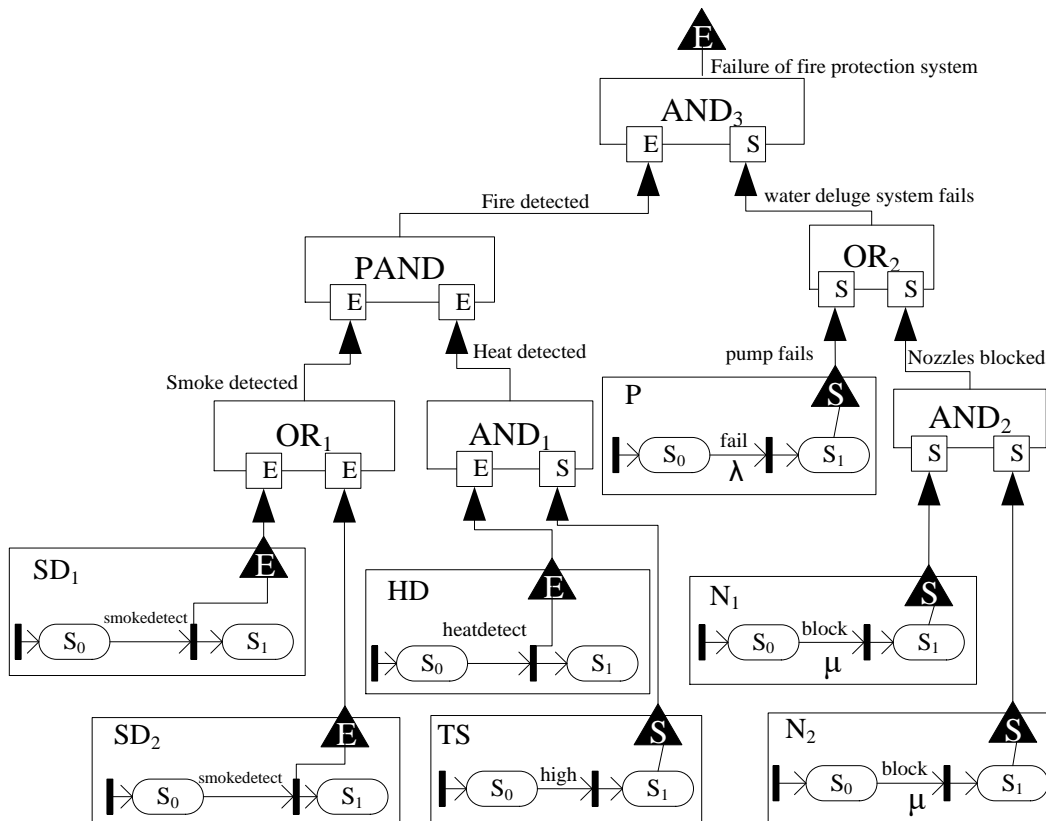 E
Failure of fire protection system
AND₃
E S
Fire detected
water deluge system fails
PAND
E E
OR₂
S S
Smoke detected
Heat detected
pump fails
Nozzles blocked
OR₁
E E
AND₁
E S
P
S
S₀ fail λ S₁
AND₂
S S
SD₁
E
S₀ smokedetect S₁
HD
E
S₀ heatdetect S₁
N₁
S
S₀ block μ S₁
SD₂
E
S₀ smokedetect S₁
TS
S
S₀ high S₁
N₂
S
S₀ block μ S₁